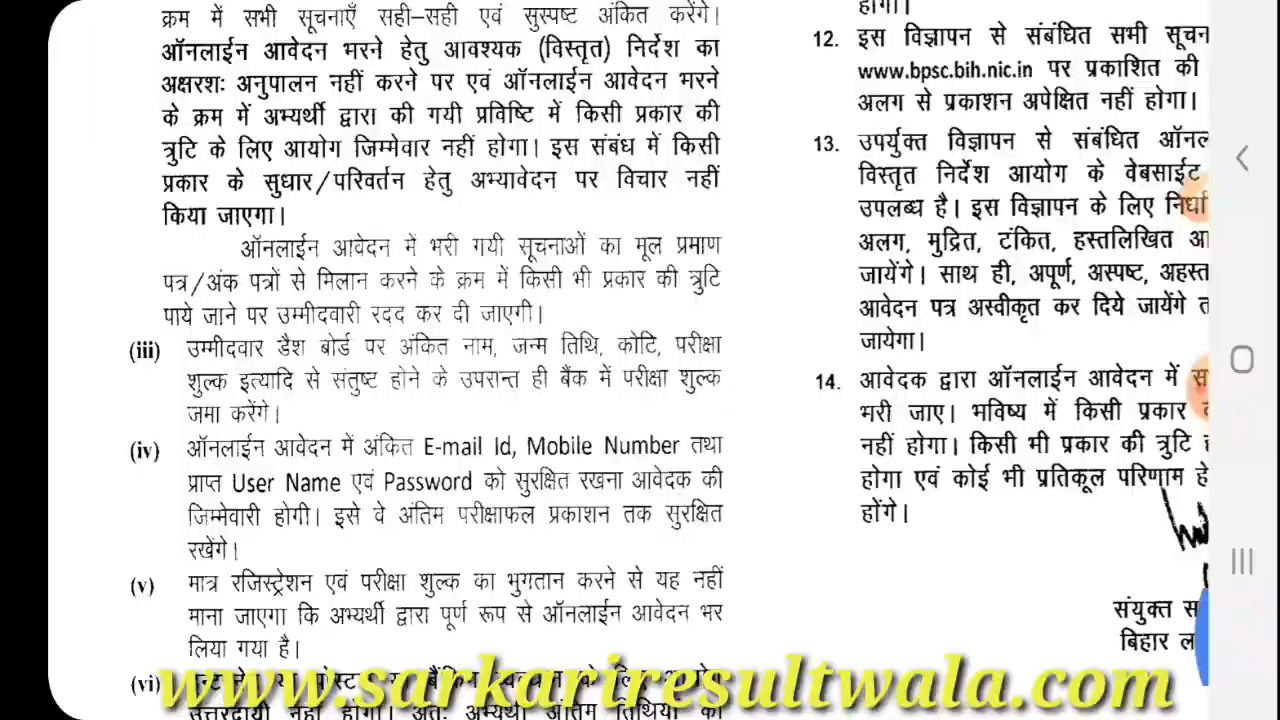 क्रम में सभी सूचनाएँ सही–सही एवं सुस्पष्ट अंकित करेंगे।
ऑनलाईन आवेदन भरने हेतु आवश्यक (विस्तृत) निर्देश का
अक्षरशः अनुपालन नहीं करने पर एवं ऑनलाईन आवेदन भरने
के क्रम में अभ्यर्थी द्वारा की गयी प्रविष्टि में किसी प्रकार की
त्रुटि के लिए आयोग जिम्मेवार नहीं होगा। इस संबंध में किसी
प्रकार के सुधार/परिवर्तन हेतु अभ्यावेदन पर विचार नहीं
किया जाएगा।
ऑनलाईन आवेदन में भरी गयी सूचनाओं का मूल प्रमाण
पत्र/अंक पत्रों से मिलान करने के क्रम में किसी भी प्रकार की त्रुटि
पाये जाने पर उम्मीदवारी रदद कर दी जाएगी।
(iii) उम्मीदवार डैश बोर्ड पर अंकित नाम, जन्म तिथि, कोटि, परीक्षा
शुल्क इत्यादि से संतुष्ट होने के उपरान्त ही बैंक में परीक्षा शुल्क
जमा करेंगे।
(iv) ऑनलाईन आवेदन में अंकित E-mail Id, Mobile Number तथा
प्राप्त User Name एवं Password को सुरक्षित रखना आवेदक की
जिम्मेवारी होगी। इसे वे अंतिम परीक्षाफल प्रकाशन तक सुरक्षित
रखेंगे।
(v) मात्र रजिस्ट्रेशन एवं परीक्षा शुल्क का भुगतान करने से यह नहीं
माना जाएगा कि अभ्यर्थी द्वारा पूर्ण रूप से ऑनलाईन आवेदन भर
लिया गया है।
(vi)
उत्तरदायी नहीं होगा। अतः अभ्यर्थी अंतिम तिथियों का
होगा।
12. इस विज्ञापन से संबंधित सभी सूचन
www.bpsc.bih.nic.in पर प्रकाशित की
अलग से प्रकाशन अपेक्षित नहीं होगा।
13. उपर्युक्त विज्ञापन से संबंधित ऑनल
विस्तृत निर्देश आयोग के वेबसाईट
उपलब्ध है। इस विज्ञापन के लिए निर्धा
अलग, मुद्रित, टंकित, हस्तलिखित आ
जायेंगे। साथ ही, अपूर्ण, अस्पष्ट, अहस्त
आवेदन पत्र अस्वीकृत कर दिये जायेंगे त
जायेगा।
14. आवेदक द्वारा ऑनलाईन आवेदन में स
भरी जाए। भविष्य में किसी प्रकार
नहीं होगा। किसी भी प्रकार की त्रुटि ह
होगा एवं कोई भी प्रतिकूल परिणाम हे
होंगे।
संयुक्त स
बिहार ल
www.sarkariresultwala.com